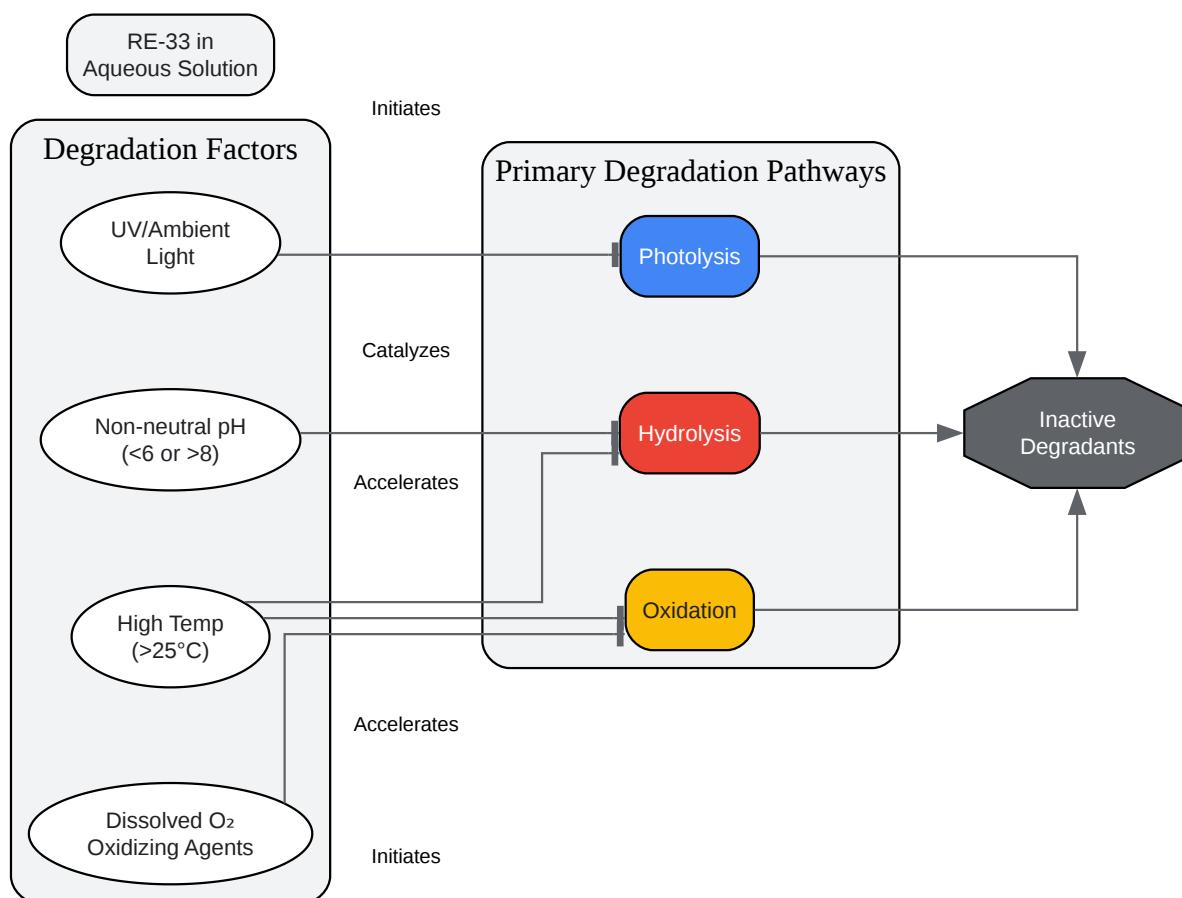 RE-33 in
Aqueous Solution
Initiates
Degradation Factors
Primary Degradation Pathways
UV/Ambient
Light
Photolysis
Catalyzes
Non-neutral pH
(<6 or >8)
Hydrolysis
Inactive
Degradants
Accelerates
High Temp
(>25°C)
Oxidation
Accelerates
Dissolved O₂
Oxidizing Agents
Initiates